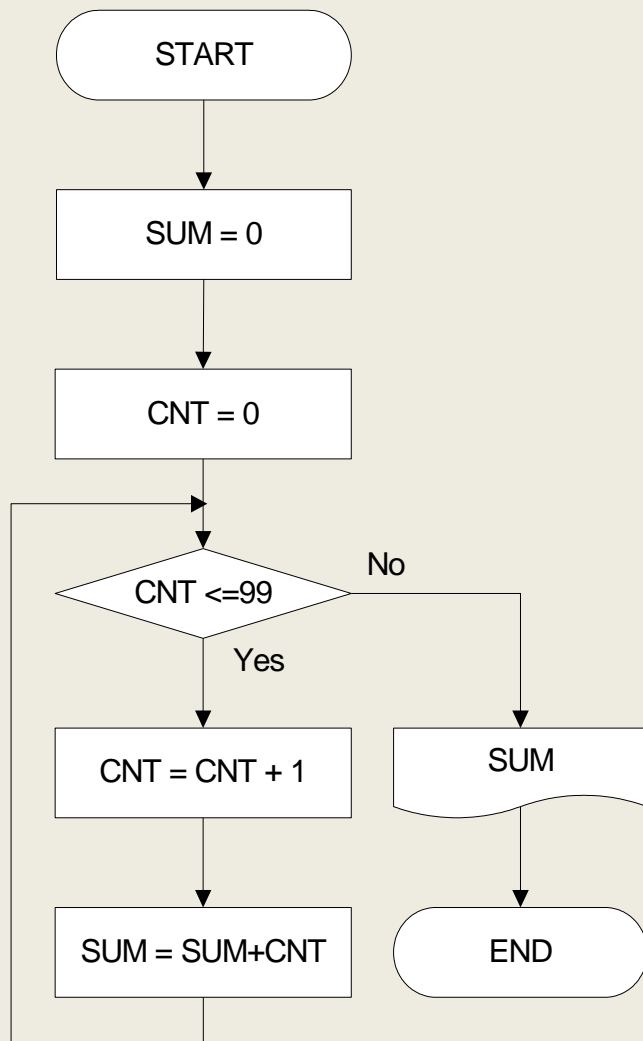 START
SUM = 0
CNT = 0
CNT <=99
No
Yes
CNT = CNT + 1
SUM
SUM = SUM+CNT
END